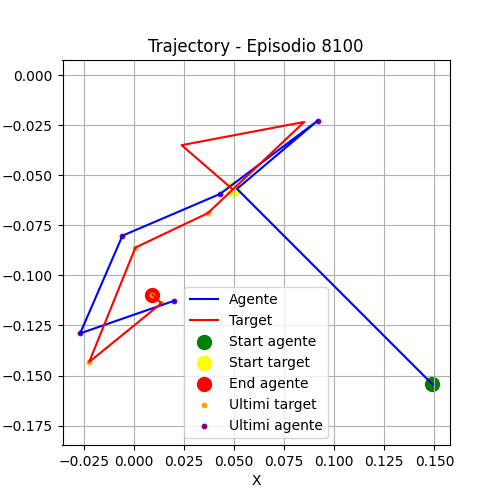 Trajectory - Episodio 8100
0.000
−0.025
−0.050
−0.075
−0.100
−0.125
−0.150
−0.175
Agente
Target
Start agente
Start target
End agente
Ultimi target
Ultimi agente
−0.025 0.000 0.025 0.050 0.075 0.100 0.125 0.150
X